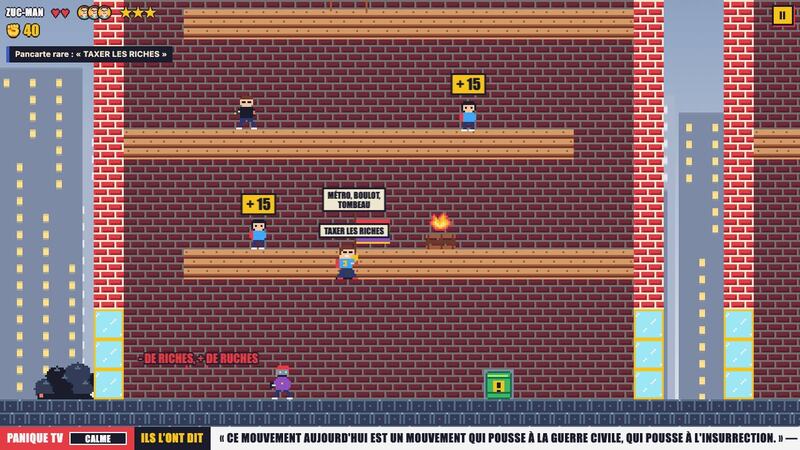 ZUC-MAN
40
Pancarte rare : « TAXER LES RICHES »
+ 15
+ 15
MÉTRO, BOULOT,
TOMBEAU
TAXER LES RICHES
- DE RICHES, + DE RUCHES
!
PANIQUE TV
CALME
ILS L'ONT DIT
« CE MOUVEMENT AUJOURD'HUI EST UN MOUVEMENT QUI POUSSE À LA GUERRE CIVILE, QUI POUSSE À L'INSURRECTION. » —